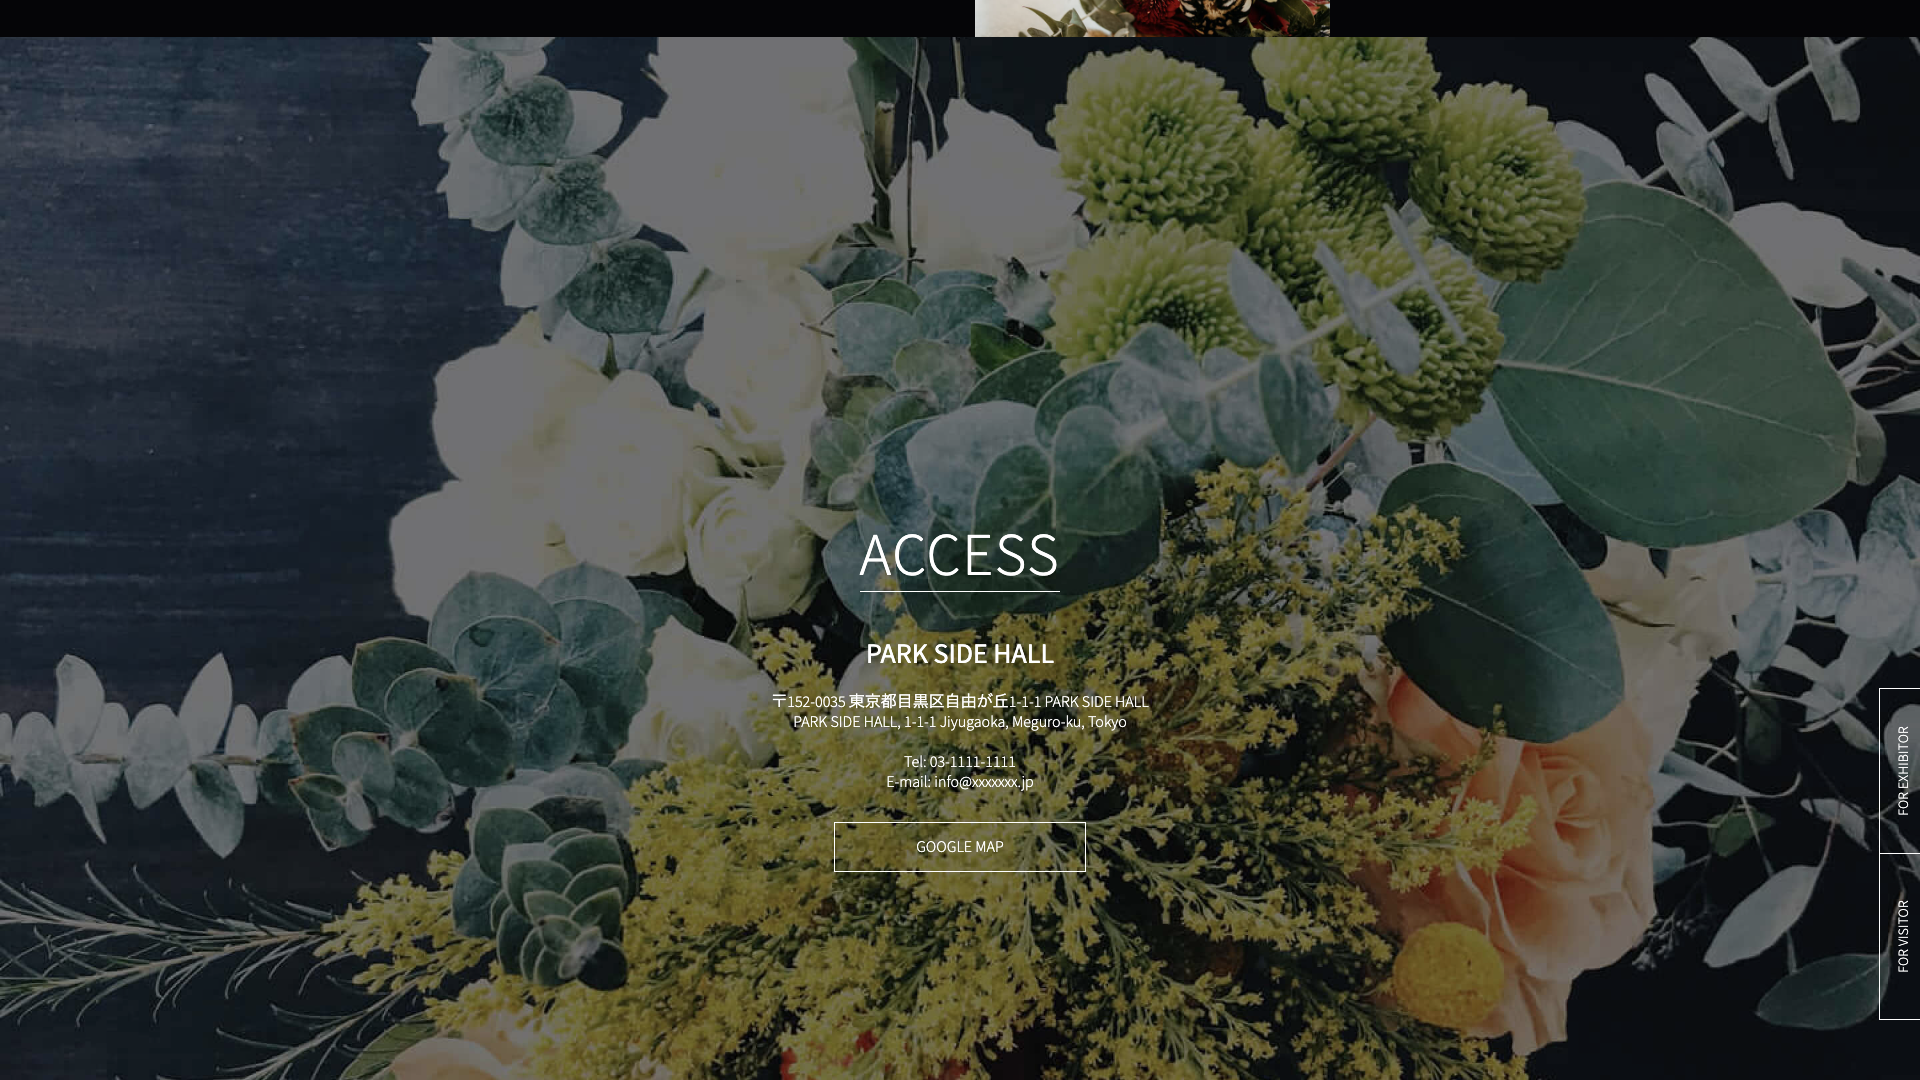 ACCESS
PARK SIDE HALL
〒152-0035 東京都目黒区自由が丘1-1-1 PARK SIDE HALL
PARK SIDE HALL, 1-1-1 Jiyugaoka, Meguro-ku, Tokyo
Tel: 03-1111-1111
E-mail: info@xxxxxxx.jp
GOOGLE MAP
FOR EXHIBITOR
FOR VISITOR